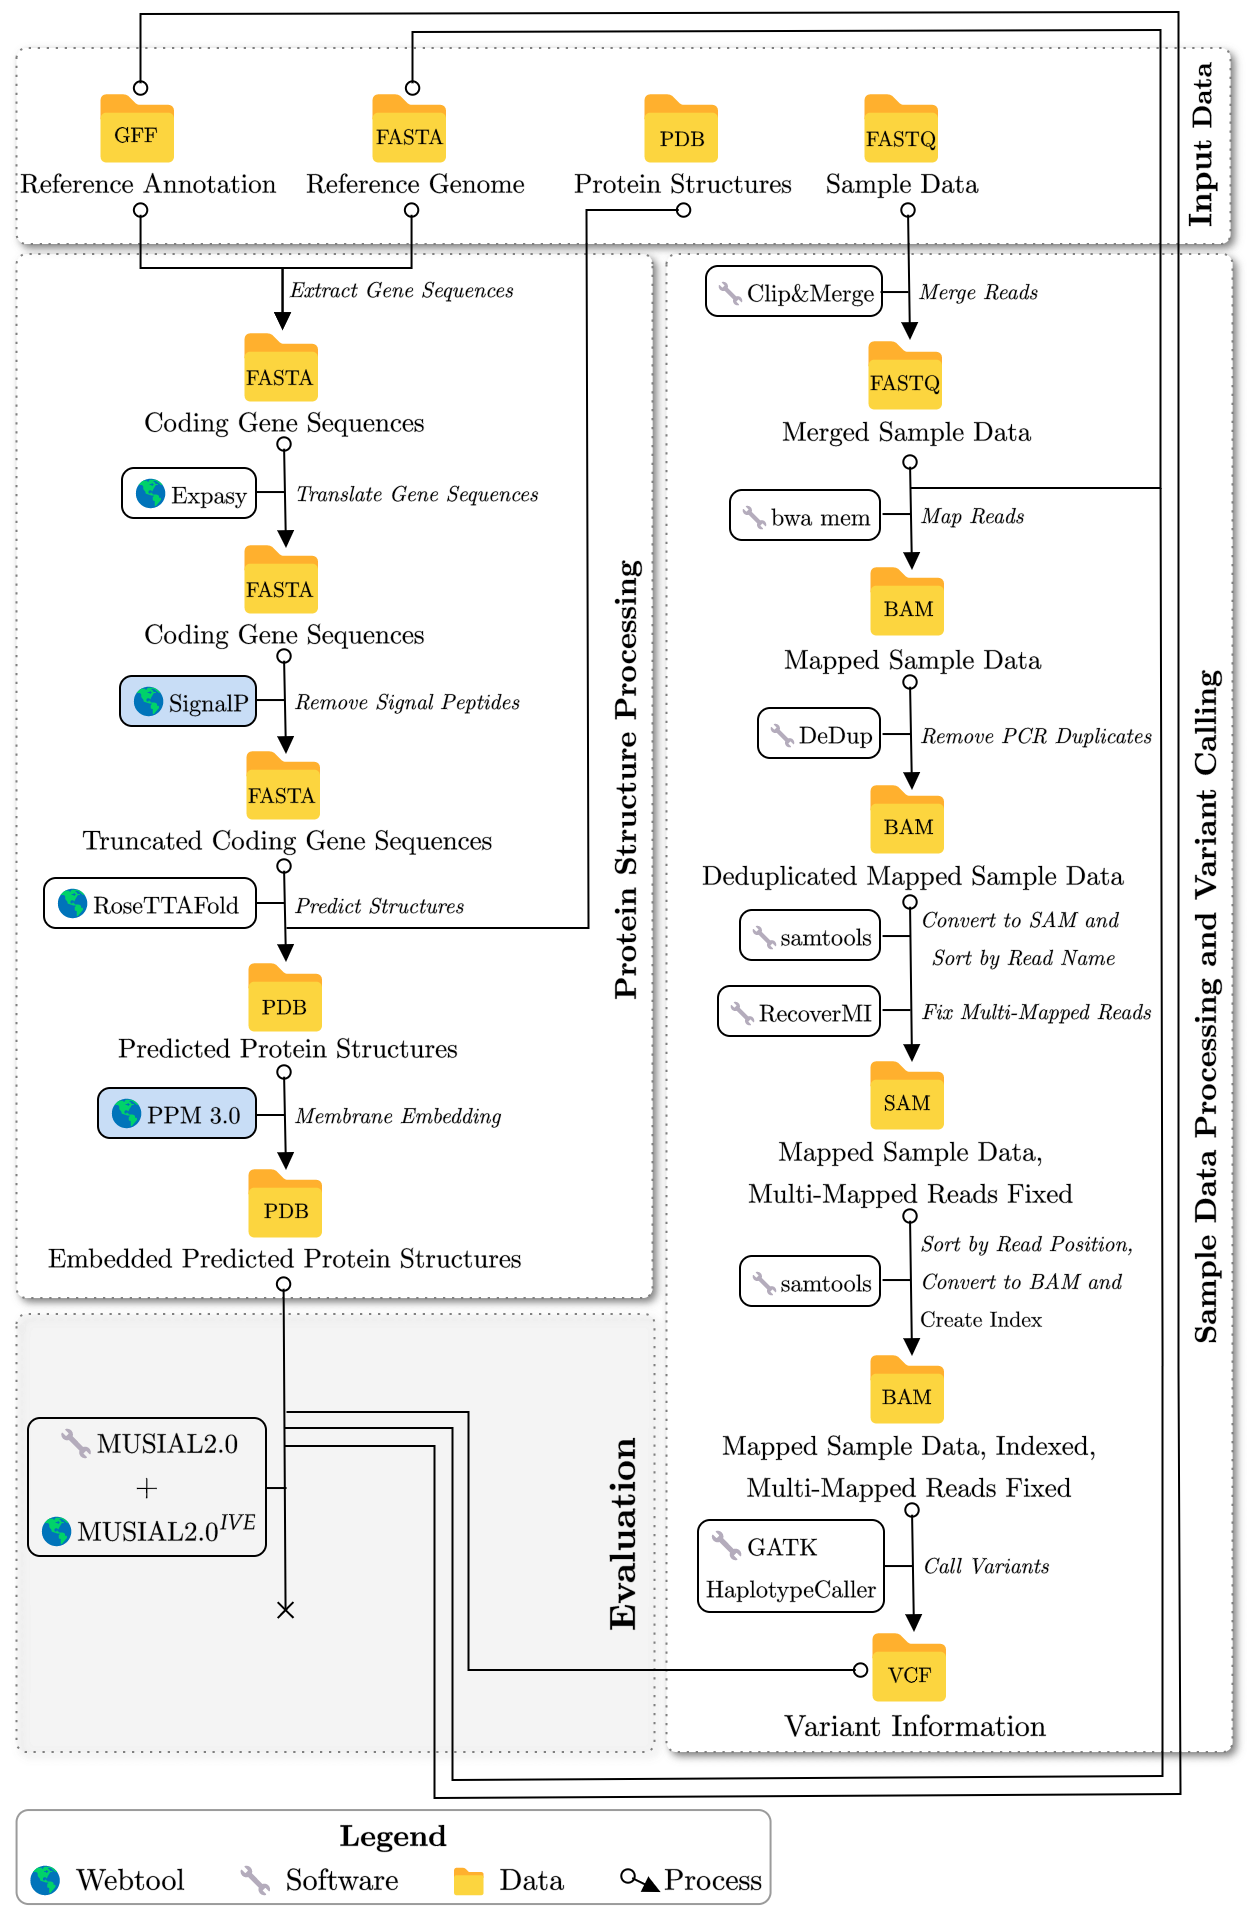 Input Data
GFF
Reference Annotation
FASTA
Reference Genome
PDB
Protein Structures
FASTQ
Sample Data
Protein Structure Processing
Extract Gene Sequences
FASTA
Coding Gene Sequences
Expasy
Translate Gene Sequences
FASTA
Coding Gene Sequences
SignalP
Remove Signal Peptides
FASTA
Truncated Coding Gene Sequences
RoseTTAFold
Predict Structures
PDB
Predicted Protein Structures
PPM 3.0
Membrane Embedding
PDB
Embedded Predicted Protein Structures
Sample Data Processing and Variant Calling
Clip&Merge
Merge Reads
FASTQ
Merged Sample Data
bwa mem
Map Reads
BAM
Mapped Sample Data
DeDup
Remove PCR Duplicates
BAM
Deduplicated Mapped Sample Data
samtools
Convert to SAM and
Sort by Read Name
RecoverMI
Fix Multi-Mapped Reads
SAM
Mapped Sample Data,
Multi-Mapped Reads Fixed
samtools
Sort by Read Position,
Convert to BAM and
Create Index
BAM
Mapped Sample Data, Indexed,
Multi-Mapped Reads Fixed
GATK
HaplotypeCaller
Call Variants
VCF
Variant Information
Evaluation
MUSIAL2.0
+
MUSIAL2.0IVE
Legend
Webtool
Software
Data
Process